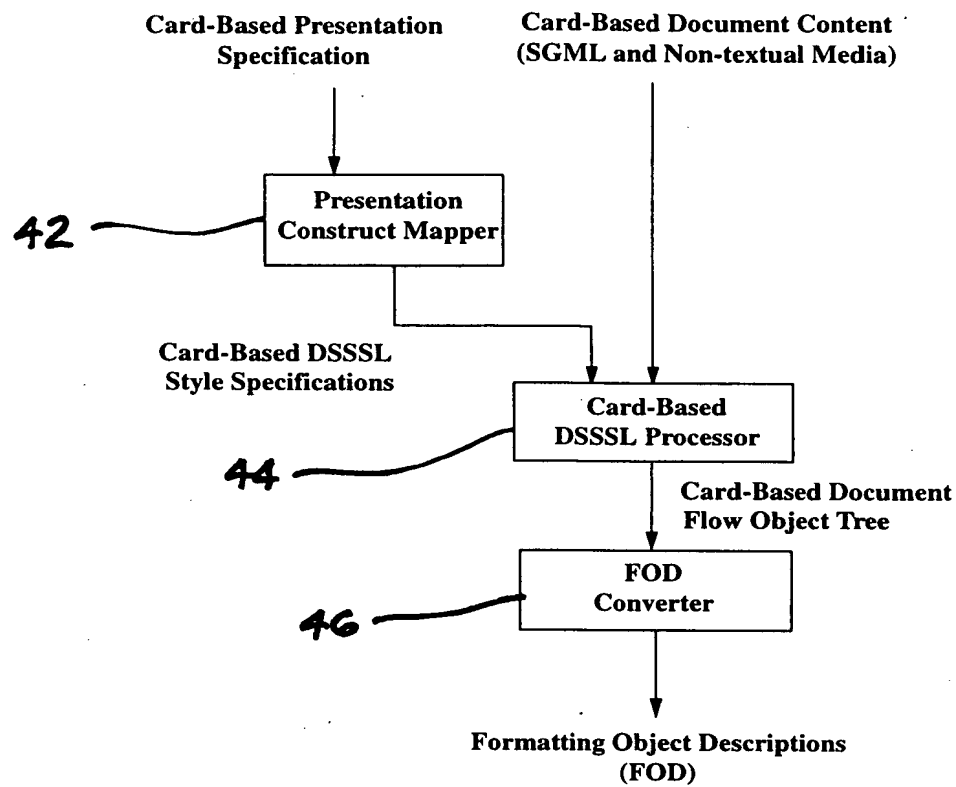 Card-Based Presentation
Specification
Card-Based Document Content
(SGML and Non-textual Media)
Presentation
Construct Mapper
42
Card-Based DSSSL
Style Specifications
Card-Based
DSSSL Processor
44
Card-Based Document
Flow Object Tree
FOD
Converter
46
Formatting Object Descriptions
(FOD)